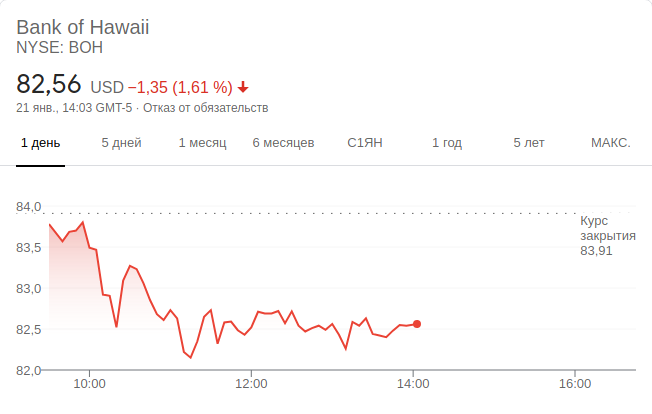 Bank of Hawaii
NYSE: BOH
82,56 USD −1,35 (1,61 %)
21 янв., 14:03 GMT-5 · Отказ от обязательств
1 день 5 дней 1 месяц 6 месяцев С1ЯН 1 год 5 лет МАКС.
84,0
Курс
закрытия
83,91
83,5
83,0
82,5
82,0
10:00 12:00 14:00 16:00